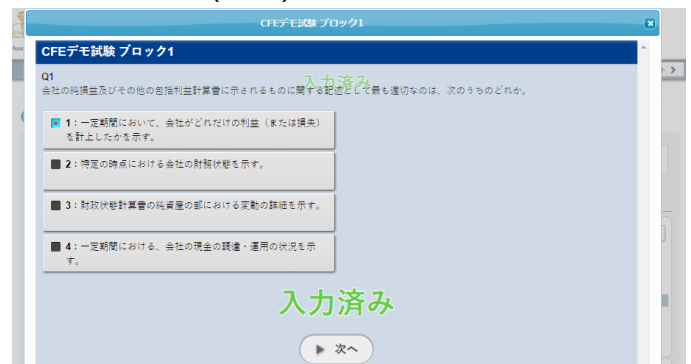 CFEデモ試験 ブロック1
CFEデモ試験 ブロック1
Q1
入力済み
会社の純損益及びその他の包括利益計算書に示されるものに関する記述として最も適切なのは、次のうちのどれか。
1：一定期間において、会社がどれだけの利益（または損失）
を計上したかを示す。
2：特定の時点における会社の財務状態を示す。
3：財政状態計算書の純資産の部における変動の詳細を示す。
4：一定期間における、会社の現金の調達・運用の状況を示
す。
入力済み
次へ